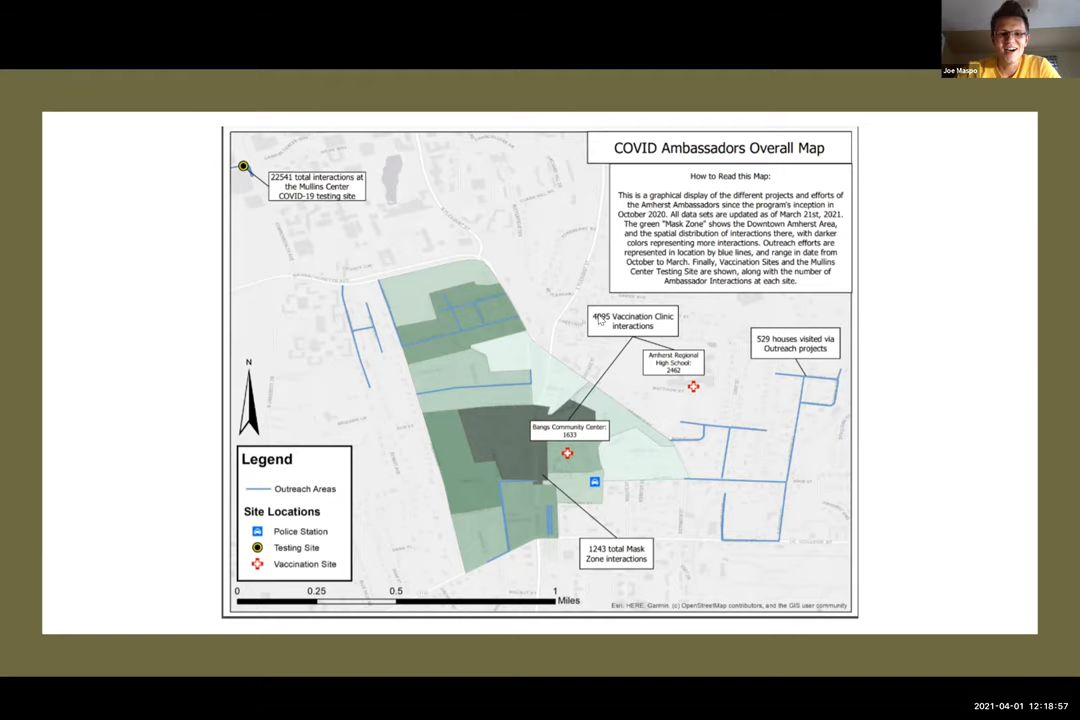 Joe Maspo
COVID Ambassadors Overall Map
How to Read this Map:
This is a graphical display of the different projects and efforts of
the Amherst Ambassadors since the program's inception in
October 2020. All data sets are updated as of March 21st, 2021.
The green "Mask Zone" shows the Downtown Amherst Area,
and the spatial distribution of interactions there, with darker
colors representing more interactions. Outreach efforts are
represented in location by blue lines, and range in date from
October to March. Finally, Vaccination Sites and the Mullins
Center Testing Site are shown, along with the number of
Ambassador Interactions at each site.
22541 total interactions at
the Mullins Center
COVID-19 testing site
4095 Vaccination Clinic
interactions
529 houses visited via
Outreach projects
Amherst Regional
High School:
2462
Bangs Community Center:
1633
1243 total Mask
Zone interactions
N
Legend
Outreach Areas
Site Locations
Police Station
Testing Site
Vaccination Site
0 0.25 0.5 1
Miles
Esri, HERE, Garmin, (c) OpenStreetMap contributors, and the GIS user community
2021-04-01 12:18:57